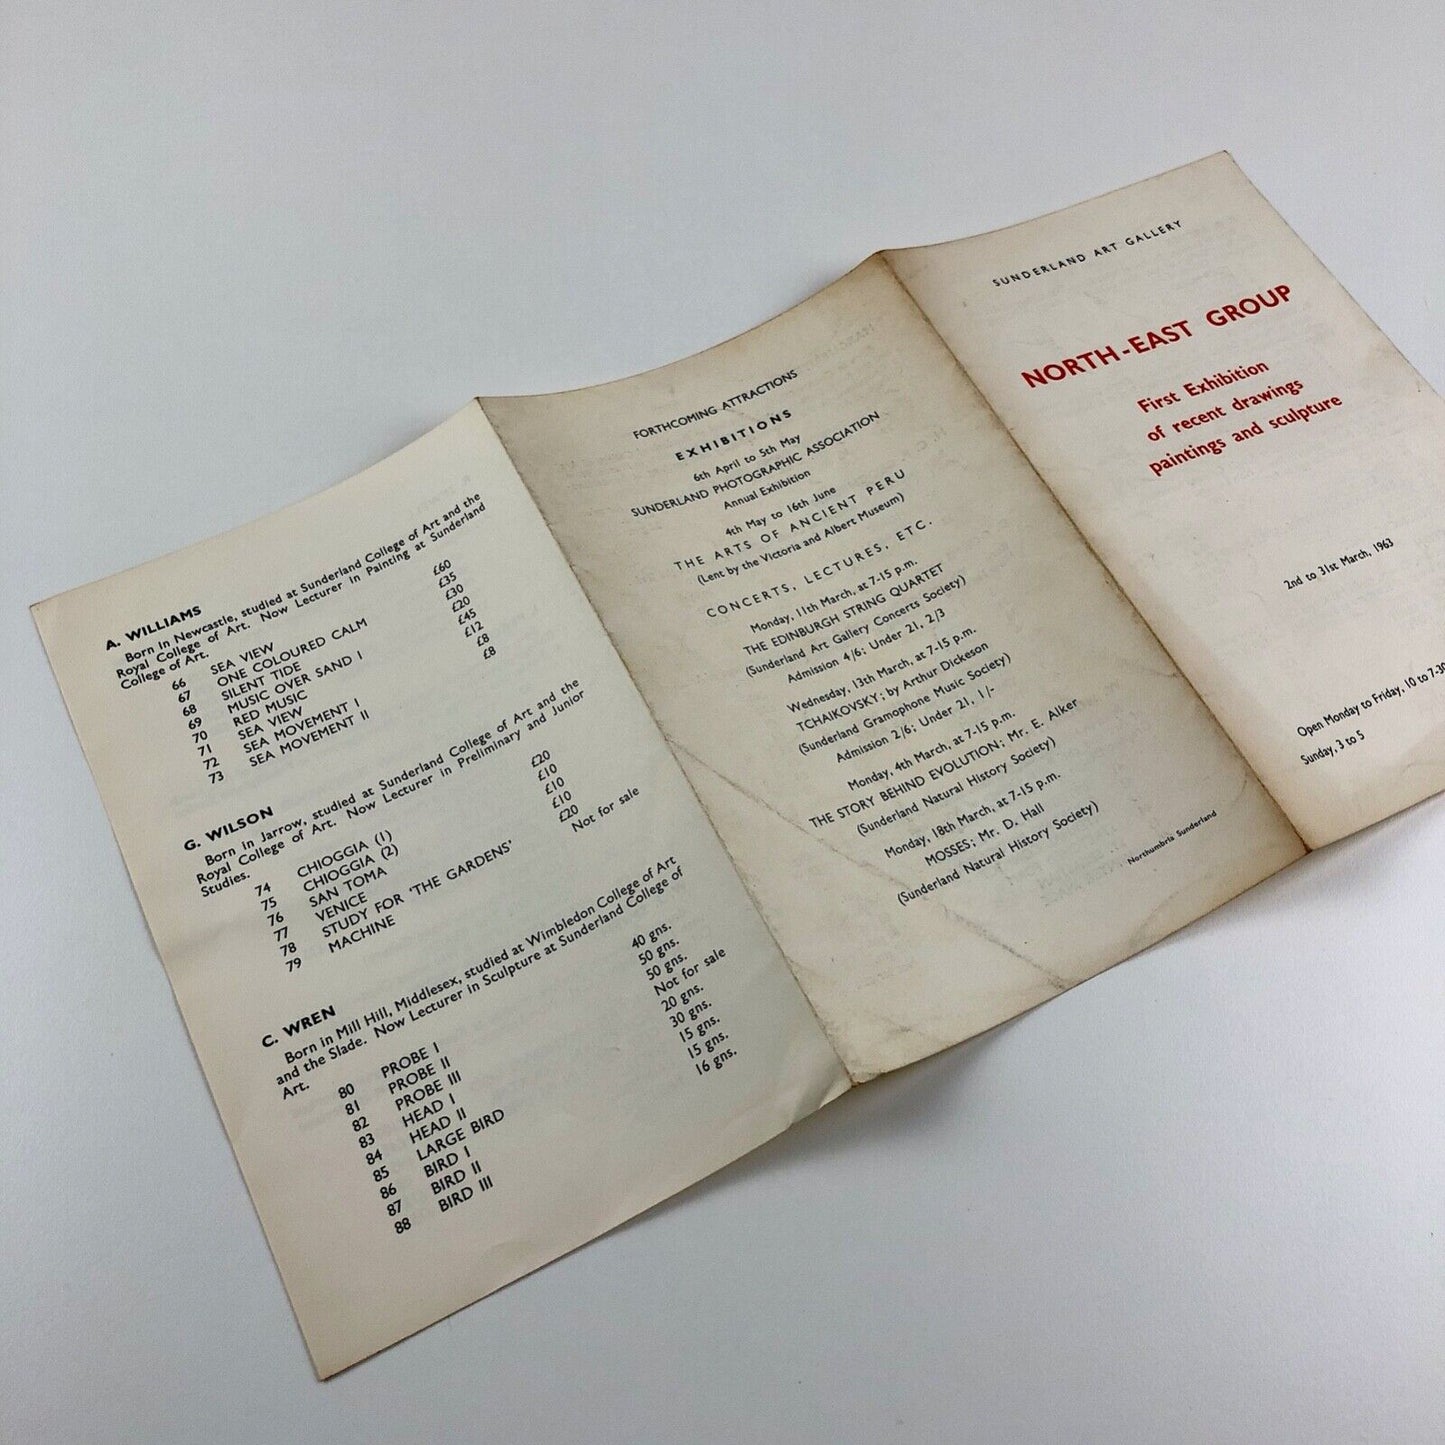 A. WILLIAMS
Born in Newcastle, studied at Sunderland College of Art and the
Royal College of Art. Now Lecturer in Painting at Sunderland
College of Art.
66 SEA VIEW £60
67 ONE COLOURED CALM £35
68 SILENT TIDE £30
69 MUSIC OVER SAND I £20
70 RED MUSIC £45
71 SEA VIEW £12
72 SEA MOVEMENT I £8
73 SEA MOVEMENT II £8
G. WILSON
Born in Jarrow, studied at Sunderland College of Art and the
Royal College of Art. Now Lecturer in Preliminary and Junior
Studies.
74 CHIOGGIA (1) £20
75 CHIOGGIA (2) £10
76 SAN TOMA £10
77 VENICE £10
78 STUDY FOR 'THE GARDENS' £20
79 MACHINE Not for sale
C. WREN
Born in Mill Hill, Middlesex, studied at Wimbledon College of Art
and the Slade. Now Lecturer in Sculpture at Sunderland College of
Art.
80 PROBE I 40 gns.
81 PROBE II 50 gns.
82 PROBE III 50 gns.
83 HEAD I Not for sale
84 HEAD II 20 gns.
85 LARGE BIRD 30 gns.
86 BIRD I 15 gns.
87 BIRD II 15 gns.
88 BIRD III 16 gns.
FORTHCOMING ATTRACTIONS
EXHIBITIONS
6th April to 5th May
SUNDERLAND PHOTOGRAPHIC ASSOCIATION
Annual Exhibition
4th May to 16th June
THE ARTS OF ANCIENT PERU
(Lent by the Victoria and Albert Museum)
CONCERTS, LECTURES, ETC.
Monday, 11th March, at 7-15 p.m.
THE EDINBURGH STRING QUARTET
(Sunderland Art Gallery Concerts Society)
Admission 4/6; Under 21, 2/3
Wednesday, 13th March, at 7-15 p.m.
TCHAIKOVSKY; by Arthur Dickeson
(Sunderland Gramophone Music Society)
Admission 2/6; Under 21, 1/-
Monday, 4th March, at 7-15 p.m.
THE STORY BEHIND EVOLUTION; Mr. E. Alker
(Sunderland Natural History Society)
Monday, 18th March, at 7-15 p.m.
MOSSES; Mr. D. Hall
(Sunderland Natural History Society)
Northumbria Sunderland
SUNDERLAND ART GALLERY
NORTH-EAST GROUP
First Exhibition
of recent drawings
paintings and sculpture
2nd to 31st March, 1963
Open Monday to Friday, 10 to 7-30
Sunday, 3 to 5